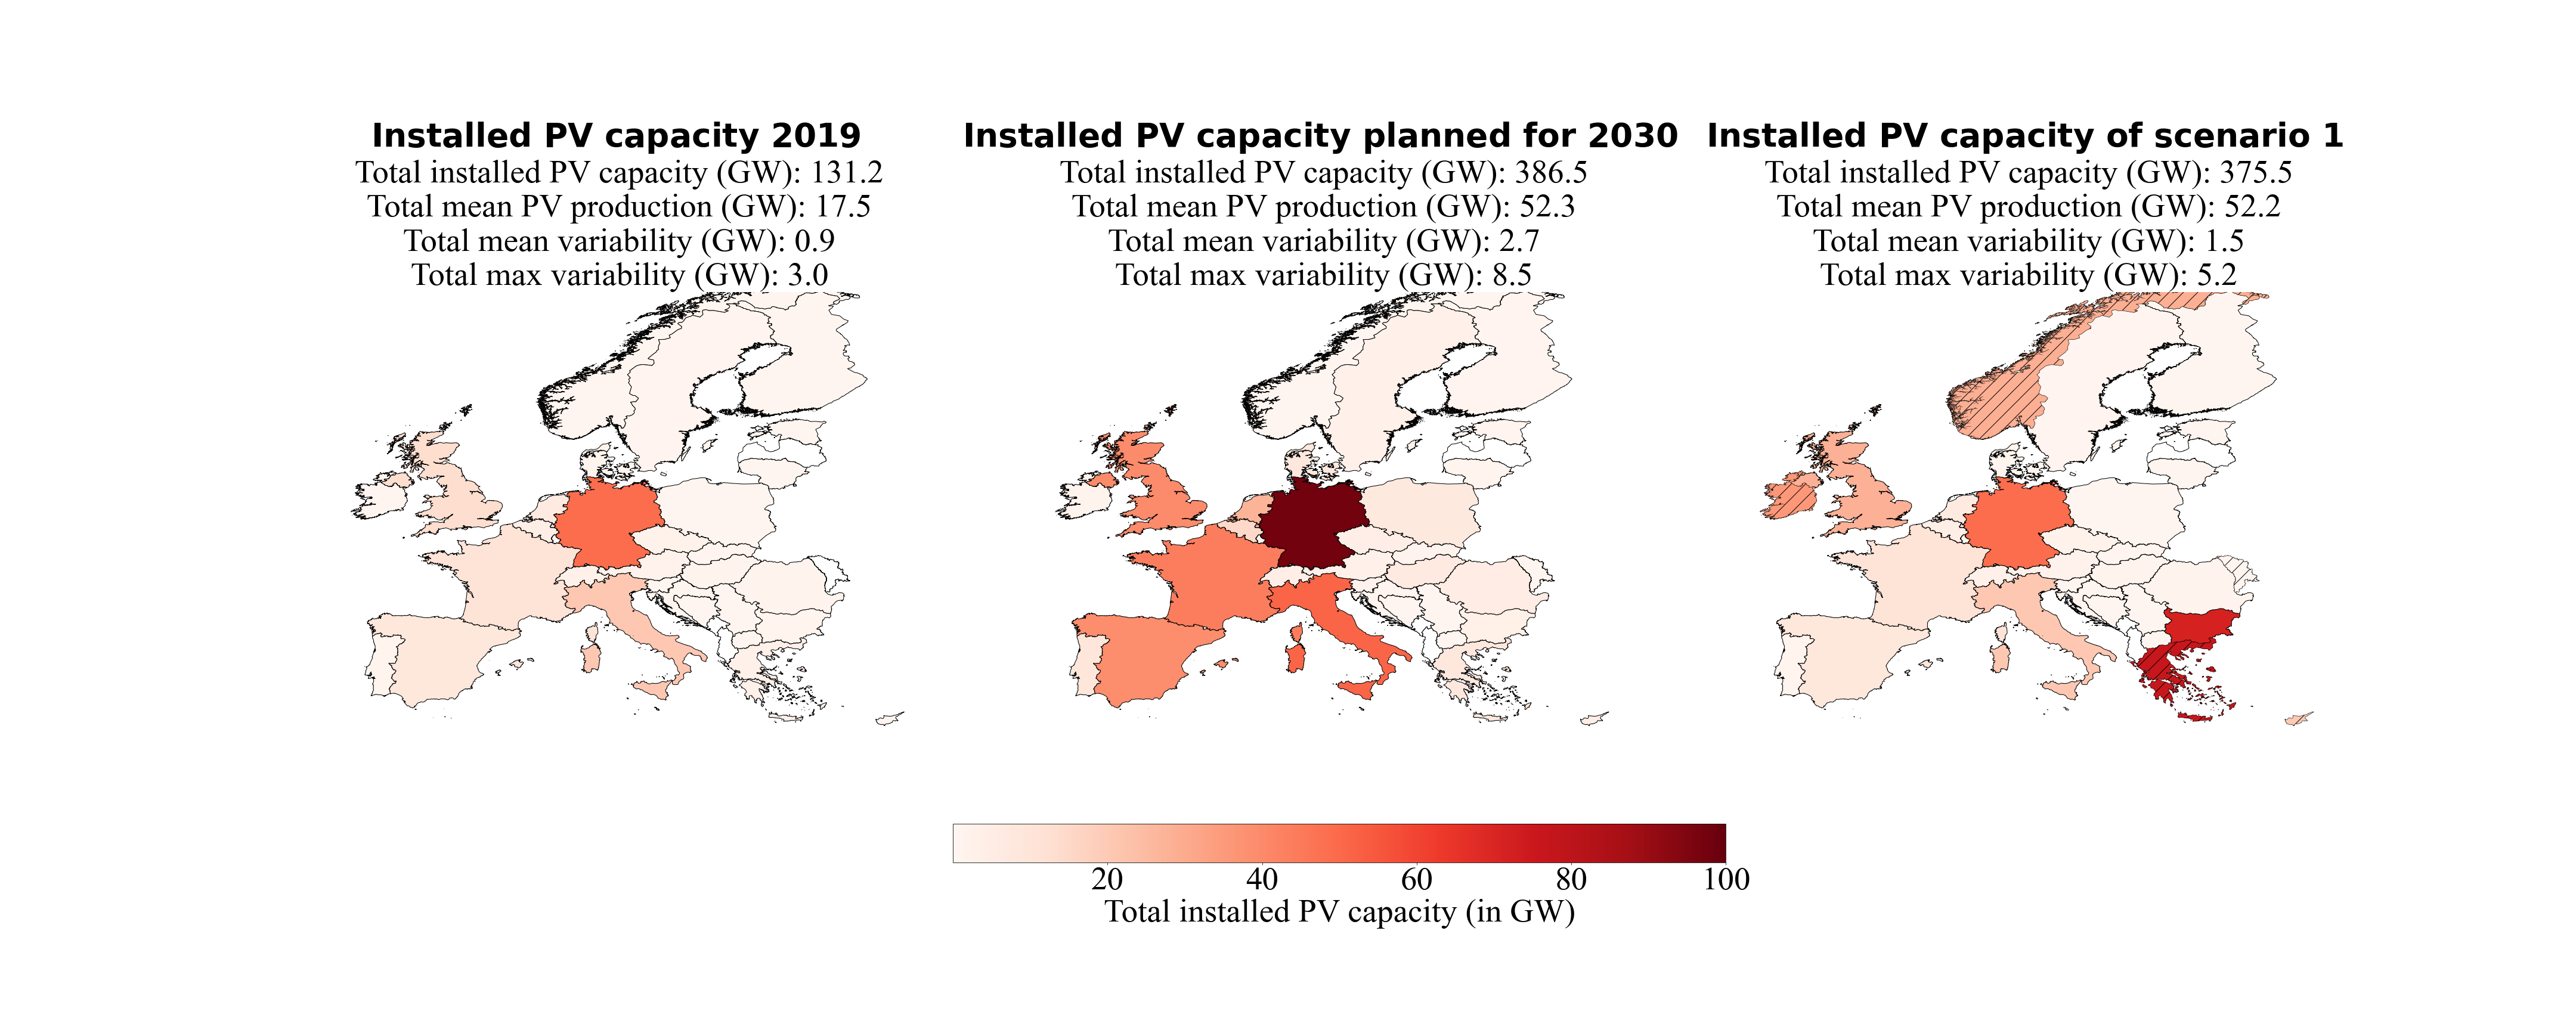 Installed PV capacity 2019
Total installed PV capacity (GW): 131.2
Total mean PV production (GW): 17.5
Total mean variability (GW): 0.9
Total max variability (GW): 3.0
Installed PV capacity planned for 2030
Total installed PV capacity (GW): 386.5
Total mean PV production (GW): 52.3
Total mean variability (GW): 2.7
Total max variability (GW): 8.5
Installed PV capacity of scenario 1
Total installed PV capacity (GW): 375.5
Total mean PV production (GW): 52.2
Total mean variability (GW): 1.5
Total max variability (GW): 5.2
20 40 60 80 100
Total installed PV capacity (in GW)